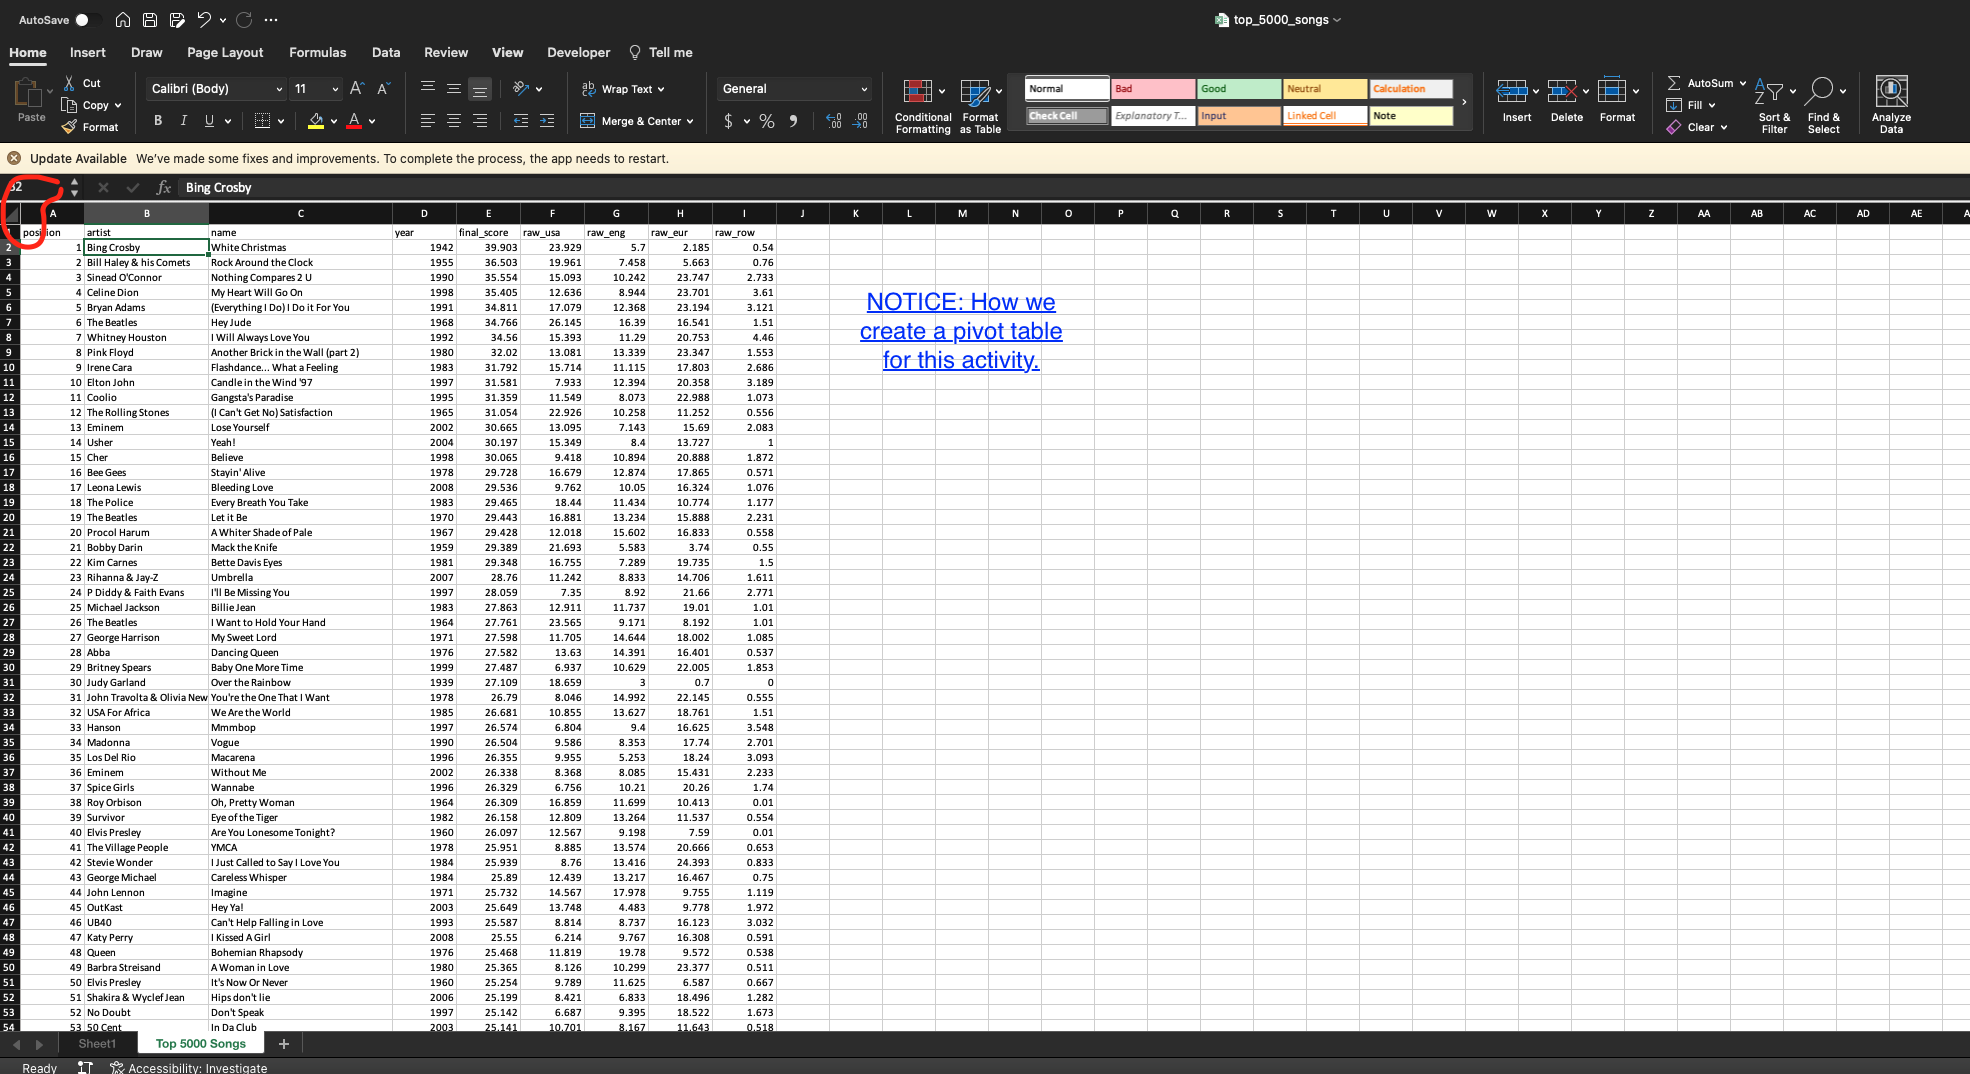 AutoSave
top_5000_songs
Home Insert Draw Page Layout Formulas Data Review View Developer Tell me
Paste Cut Copy Format
Calibri (Body) 11 A A
B I U A
Wrap Text
Merge & Center
General
$ % 9
Conditional Formatting
Format as Table
Normal Bad Good Neutral Calculation
Check Cell Explanatory T... Input Linked Cell Note
Insert Delete Format
AutoSum
Fill
Clear
Sort & Filter
Find & Select
Analyze Data
Update Available We've made some fixes and improvements. To complete the process, the app needs to restart.
B2 fx Bing Crosby
A B C D E F G H I J K L M N O P Q R S T U V W X Y Z AA AB AC AD AE A
1 position artist name year final_score raw_usa raw_eng raw_eur raw_row
2 1 Bing Crosby White Christmas 1942 39.903 23.929 5.7 2.185 0.54
3 2 Bill Haley & his Comets Rock Around the Clock 1955 36.503 19.961 7.458 5.663 0.76
4 3 Sinead O'Connor Nothing Compares 2 U 1990 35.554 15.093 10.242 23.747 2.733
5 4 Celine Dion My Heart Will Go On 1998 35.405 12.636 8.944 23.701 3.61
6 5 Bryan Adams (Everything I Do) I Do it For You 1991 34.811 17.079 12.368 23.194 3.121
7 6 The Beatles Hey Jude 1968 34.766 26.145 16.39 16.541 1.51
8 7 Whitney Houston I Will Always Love You 1992 34.56 15.393 11.29 20.753 4.46
9 8 Pink Floyd Another Brick in the Wall (part 2) 1980 32.02 13.081 13.339 23.347 1.553
10 9 Irene Cara Flashdance... What a Feeling 1983 31.792 15.714 11.115 17.803 2.686
11 10 Elton John Candle in the Wind '97 1997 31.581 7.933 12.394 20.358 3.189
12 11 Coolio Gangsta's Paradise 1995 31.359 11.549 8.073 22.988 1.073
13 12 The Rolling Stones (I Can't Get No) Satisfaction 1965 31.054 22.926 10.258 11.252 0.556
14 13 Eminem Lose Yourself 2002 30.665 13.095 7.143 15.69 2.083
15 14 Usher Yeah! 2004 30.197 15.349 8.4 13.727 1
16 15 Cher Believe 1998 30.065 9.418 10.894 20.888 1.872
17 16 Bee Gees Stayin' Alive 1978 29.728 16.679 12.874 17.865 0.571
18 17 Leona Lewis Bleeding Love 2008 29.536 9.762 10.05 16.324 1.076
19 18 The Police Every Breath You Take 1983 29.465 18.44 11.434 10.774 1.177
20 19 The Beatles Let it Be 1970 29.443 16.881 13.234 15.888 2.231
21 20 Procol Harum A Whiter Shade of Pale 1967 29.428 12.018 15.602 16.833 0.558
22 21 Bobby Darin Mack the Knife 1959 29.389 21.693 5.583 3.74 0.55
23 22 Kim Carnes Bette Davis Eyes 1981 29.348 16.755 7.289 19.735 1.5
24 23 Rihanna & Jay-Z Umbrella 2007 28.76 11.242 8.833 14.706 1.611
25 24 P Diddy & Faith Evans I'll Be Missing You 1997 28.059 7.35 8.92 21.66 2.771
26 25 Michael Jackson Billie Jean 1983 27.863 12.911 11.737 19.01 1.01
27 26 The Beatles I Want to Hold Your Hand 1964 27.761 23.565 9.171 8.192 1.01
28 27 George Harrison My Sweet Lord 1971 27.598 11.705 14.644 18.002 1.085
29 28 Abba Dancing Queen 1976 27.582 13.63 14.391 16.401 0.537
30 29 Britney Spears Baby One More Time 1999 27.487 6.937 10.629 22.005 1.853
31 30 Judy Garland Over the Rainbow 1939 27.109 18.659 3 0.7 0
32 31 John Travolta & Olivia New You're the One That I Want 1978 26.79 8.046 14.992 22.145 0.555
33 32 USA For Africa We Are the World 1985 26.681 10.855 13.627 18.761 1.51
34 33 Hanson Mmmbop 1997 26.574 6.804 9.4 16.625 3.548
35 34 Madonna Vogue 1990 26.504 9.586 8.353 17.74 2.701
36 35 Los Del Rio Macarena 1996 26.355 9.955 5.253 18.24 3.093
37 36 Eminem Without Me 2002 26.338 8.368 8.085 15.431 2.233
38 37 Spice Girls Wannabe 1996 26.329 6.756 10.21 20.26 1.74
39 38 Roy Orbison Oh, Pretty Woman 1964 26.309 16.859 11.699 10.413 0.01
40 39 Survivor Eye of the Tiger 1982 26.158 12.809 13.264 11.537 0.554
41 40 Elvis Presley Are You Lonesome Tonight? 1960 26.097 12.567 9.198 7.59 0.01
42 41 The Village People YMCA 1978 25.951 8.885 13.574 20.666 0.653
43 42 Stevie Wonder I Just Called to Say I Love You 1984 25.939 8.76 13.416 24.393 0.833
44 43 George Michael Careless Whisper 1984 25.89 12.439 13.217 16.467 0.75
45 44 John Lennon Imagine 1971 25.732 14.567 17.978 9.755 1.119
46 45 OutKast Hey Ya! 2003 25.649 13.748 4.483 9.778 1.972
47 46 UB40 Can't Help Falling in Love 1993 25.587 8.814 8.737 16.123 3.032
48 47 Katy Perry I Kissed A Girl 2008 25.55 6.214 9.767 16.308 0.591
49 48 Queen Bohemian Rhapsody 1976 25.468 11.819 19.78 9.572 0.538
50 49 Barbra Streisand A Woman in Love 1980 25.365 8.126 10.299 23.377 0.511
51 50 Elvis Presley It's Now Or Never 1960 25.254 9.789 11.625 6.587 0.667
52 51 Shakira & Wyclef Jean Hips don't lie 2006 25.199 8.421 6.833 18.496 1.282
53 52 No Doubt Don't Speak 1997 25.142 6.687 9.395 18.522 1.673
54 53 50 Cent In Da Club 2003 25.141 10.701 8.167 11.643 0.518
NOTICE: How we
create a pivot table
for this activity.
Sheet1 Top 5000 Songs +
Ready Accessibility: Investigate